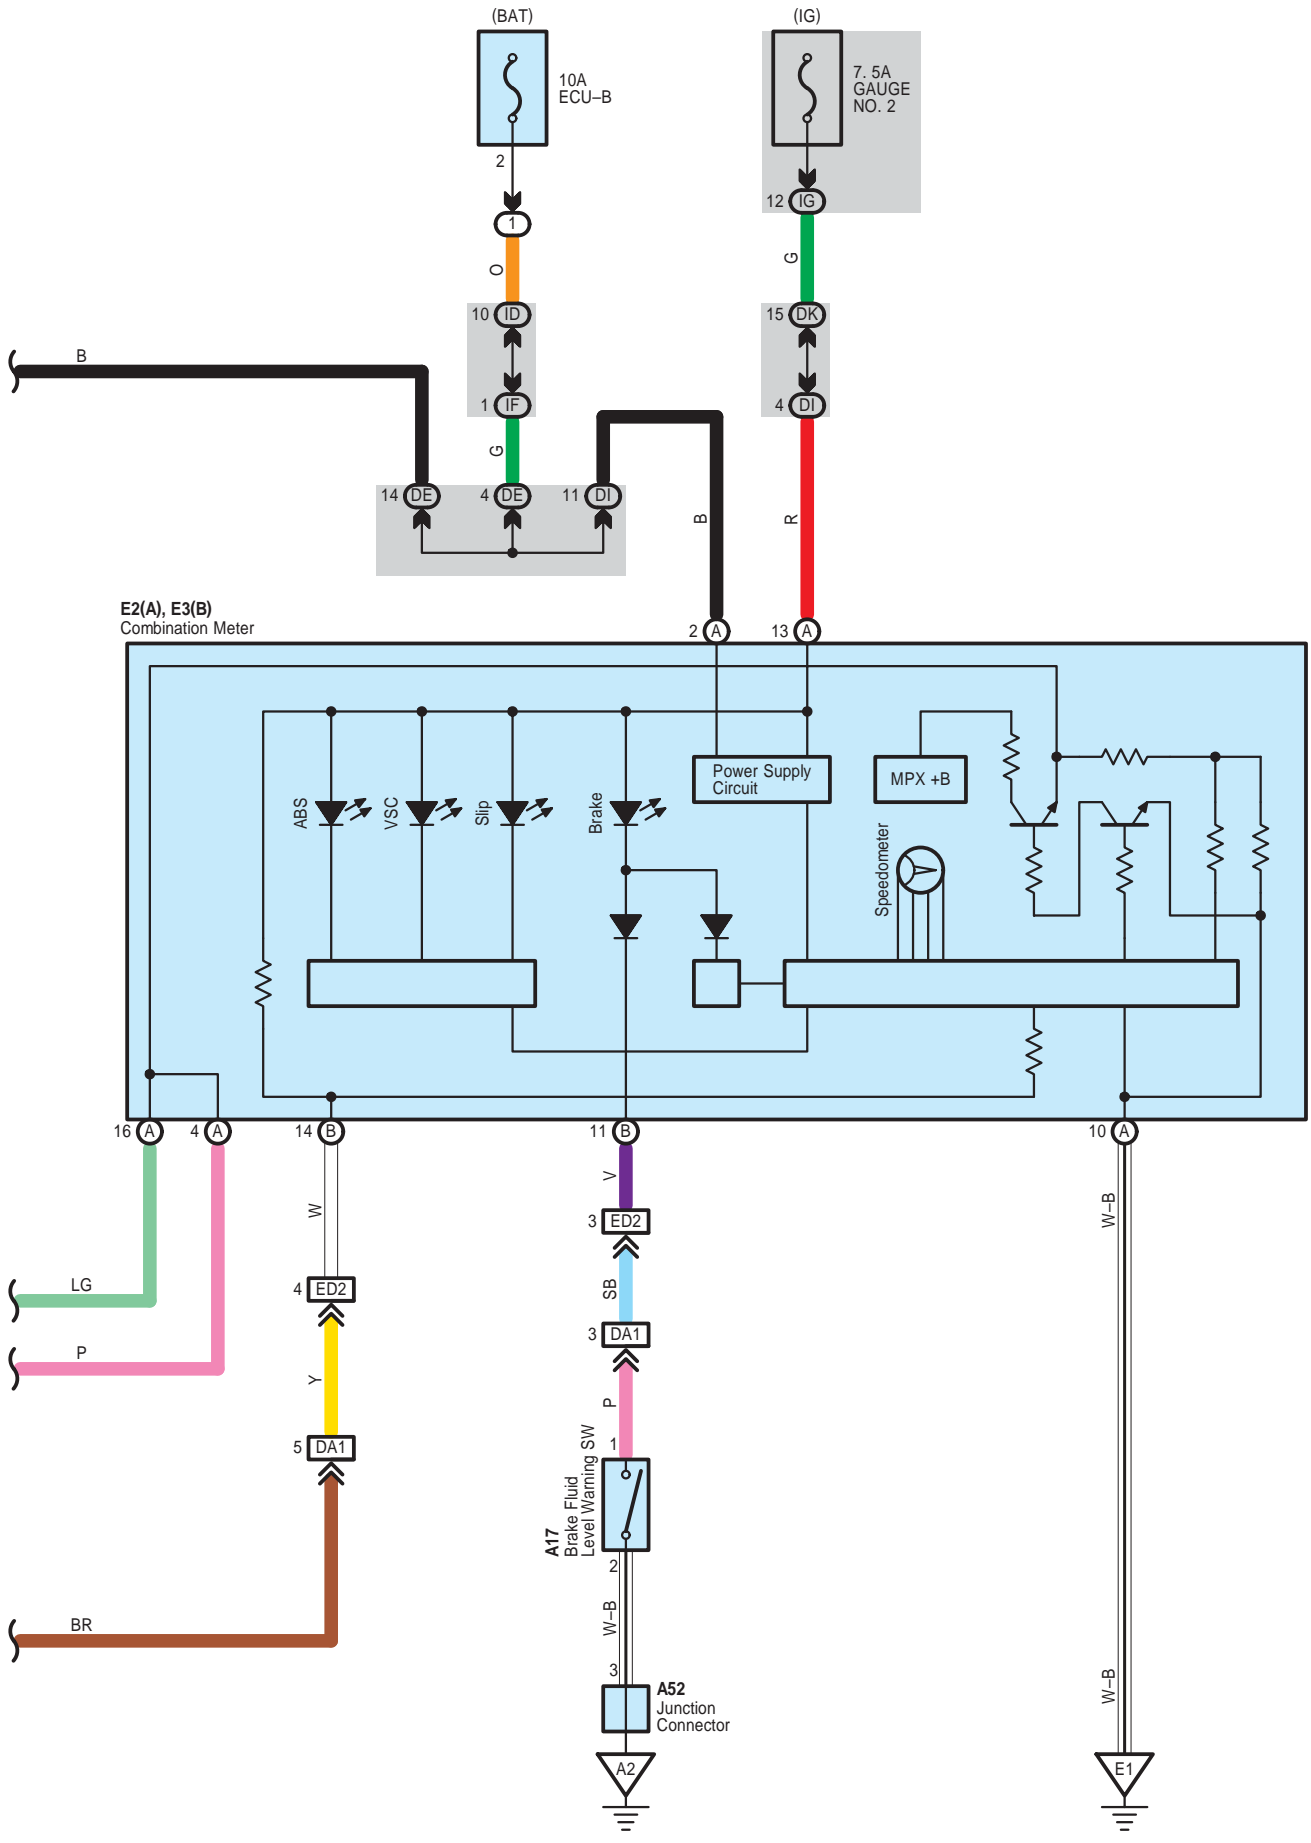 (BAT)
(IG)
10A
ECU–B
7. 5A
GAUGE
NO. 2
2
12 IG
1
O
G
10 ID
15 DK
B
1 IF
4 DI
G
14 DE
4 DE
11 DI
B
R
E2(A), E3(B)
Combination Meter
2 A
13 A
Power Supply
Circuit
MPX +B
ABS
VSC
Slip
Brake
Speedometer
16 A
4 A
14 B
11 B
10 A
V
W
W–B
3 ED2
LG
4 ED2
SB
3 DA1
P
Y
P
1
5 DA1
A17
Brake Fluid
Level Warning SW
2
BR
W–B
3
W–B
A52
Junction
Connector
A2
E1